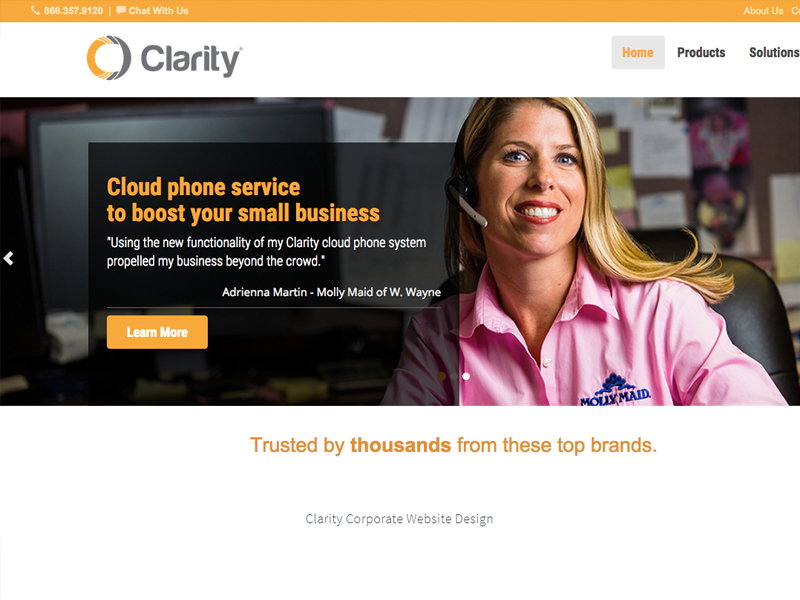 866.357.9120 | Chat With Us
About Us
Clarity
Home Products Solutions
Cloud phone service
to boost your small business
"Using the new functionality of my Clarity cloud phone system
propelled my business beyond the crowd."
Adrienna Martin - Molly Maid of W. Wayne
Learn More
MOLLY MAID.
Trusted by thousands from these top brands.
Clarity Corporate Website Design